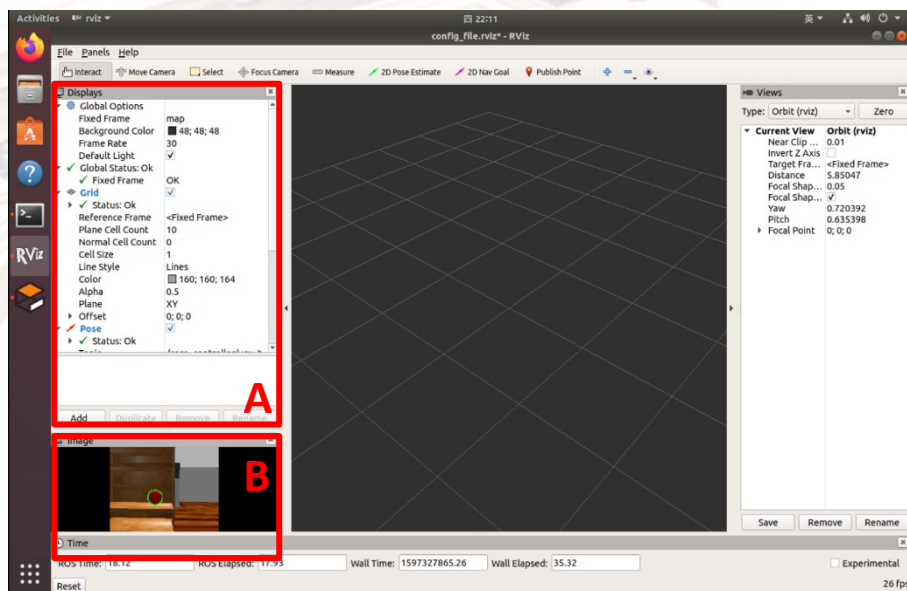 Activities rviz 四 22:11 英
config_file.rviz* - RViz
File Panels Help
Interact Move Camera Select Focus Camera Measure 2D Pose Estimate 2D Nav Goal Publish Point
Displays
Global Options
Fixed Frame map
Background Color 48; 48; 48
Frame Rate 30
Default Light
Global Status: Ok
Fixed Frame OK
Grid
Status: Ok
Reference Frame <Fixed Frame>
Plane Cell Count 10
Normal Cell Count 0
Cell Size 1
Line Style Lines
Color 160; 160; 164
Alpha 0.5
Plane XY
Offset 0; 0; 0
Pose
Status: Ok
A
Add Duplicate Remove Rename
Image
B
Views
Type: Orbit (rviz) Zero
Current View Orbit (rviz)
Near Clip ... 0.01
Invert Z Axis
Target Fra... <Fixed Frame>
Distance 5.85047
Focal Shap... 0.05
Focal Shap...
Yaw 0.720392
Pitch 0.635398
Focal Point 0; 0; 0
Save Remove Rename
RViz
Time
ROS Time: 18.12 ROS Elapsed: 17.93 Wall Time: 1597327865.26 Wall Elapsed: 35.32 Experimental
Reset 26 fps